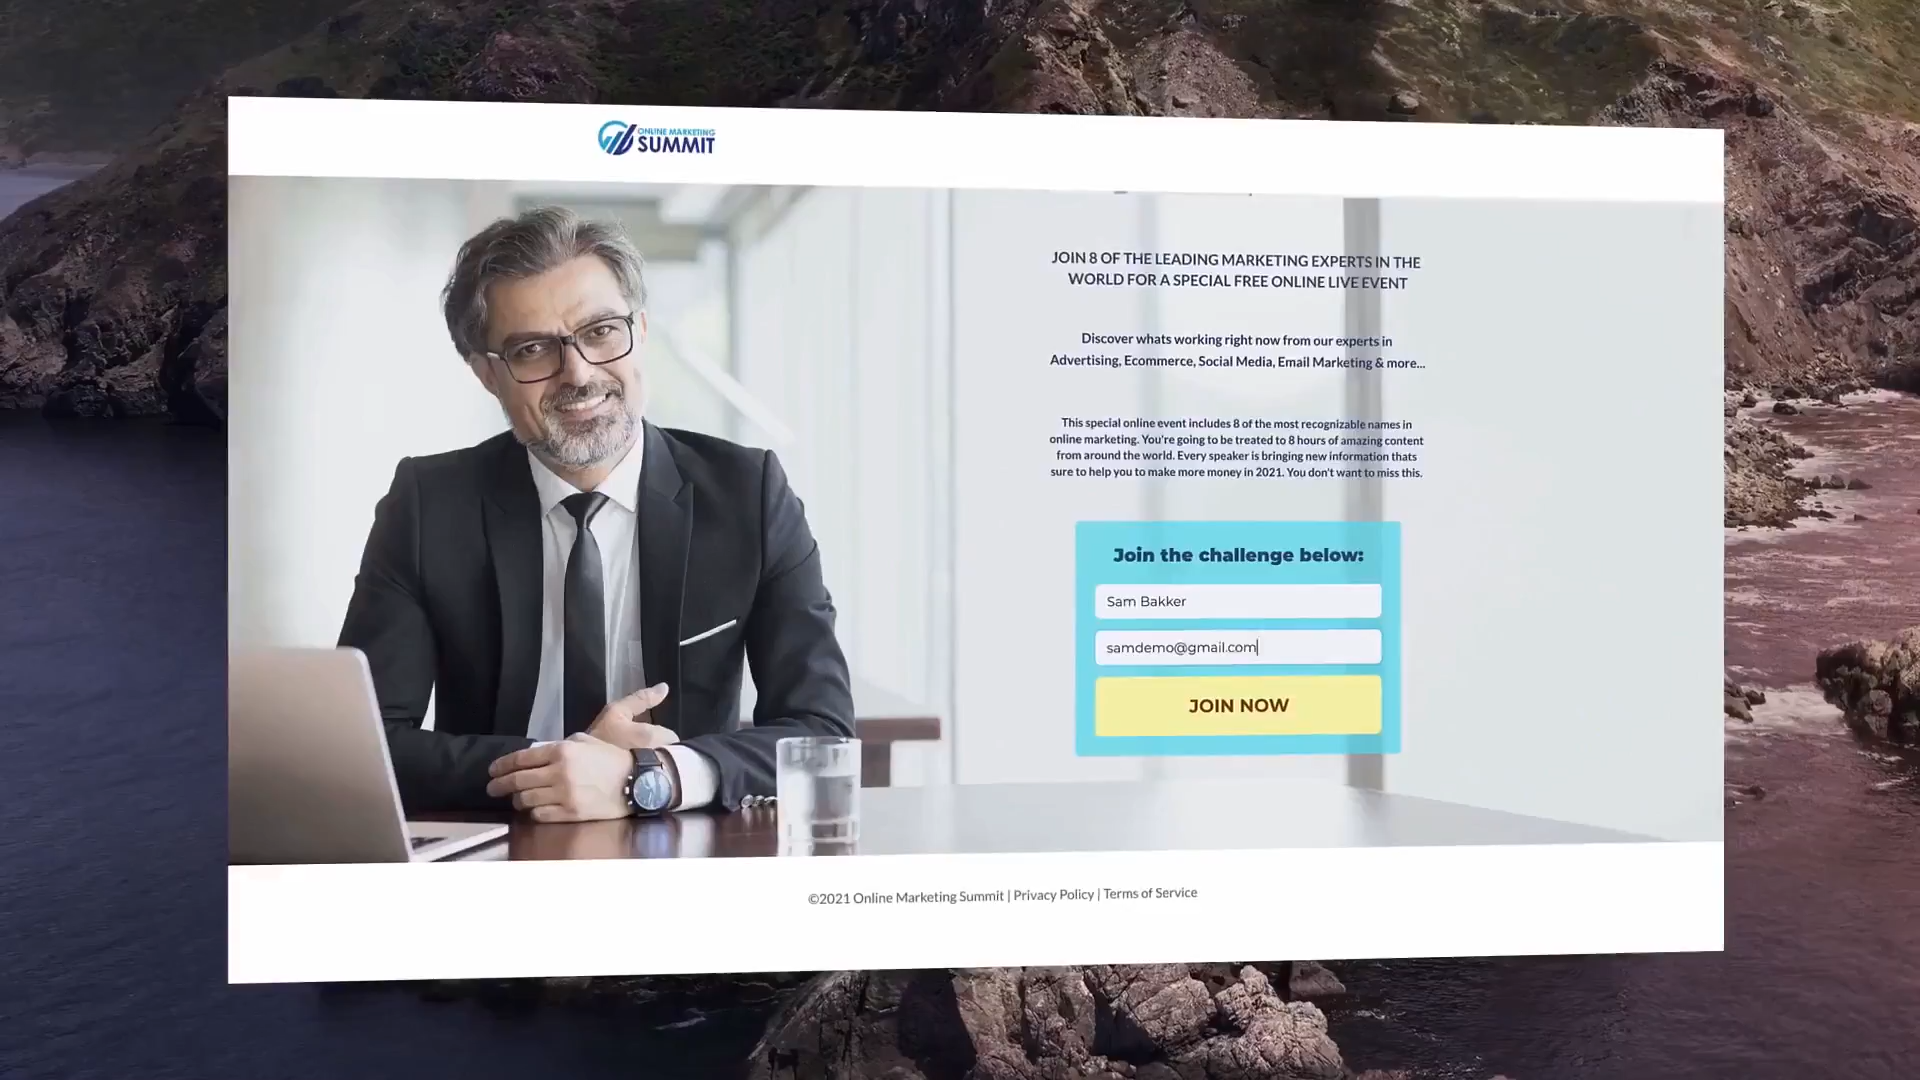 ONLINE MARKETING
SUMMIT
JOIN 8 OF THE LEADING MARKETING EXPERTS IN THE
WORLD FOR A SPECIAL FREE ONLINE LIVE EVENT
Discover whats working right now from our experts in
Advertising, Ecommerce, Social Media, Email Marketing & more...
This special online event includes 8 of the most recognizable names in
online marketing. You're going to be treated to 8 hours of amazing content
from around the world. Every speaker is bringing new information thats
sure to help you to make more money in 2021. You don't want to miss this.
Join the challenge below:
Sam Bakker
samdemo@gmail.com
JOIN NOW
©2021 Online Marketing Summit | Privacy Policy | Terms of Service